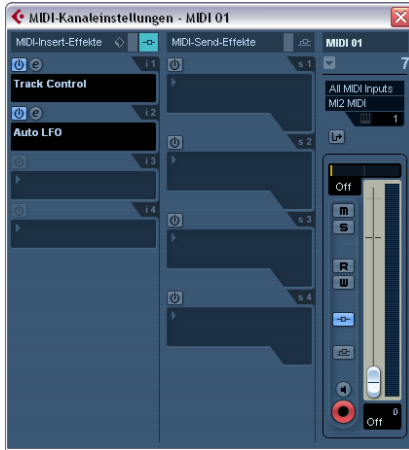 MIDI-Kanaleinstellungen - MIDI 01
MIDI-Insert-Effekte
MIDI-Send-Effekte
MIDI 01
7
e
i 1
Track Control
e
i 2
Auto LFO
i 3
i 4
s 1
s 2
s 3
s 4
All MIDI Inputs
MI2 MIDI
1
Off
m
S
R
W
0
Off